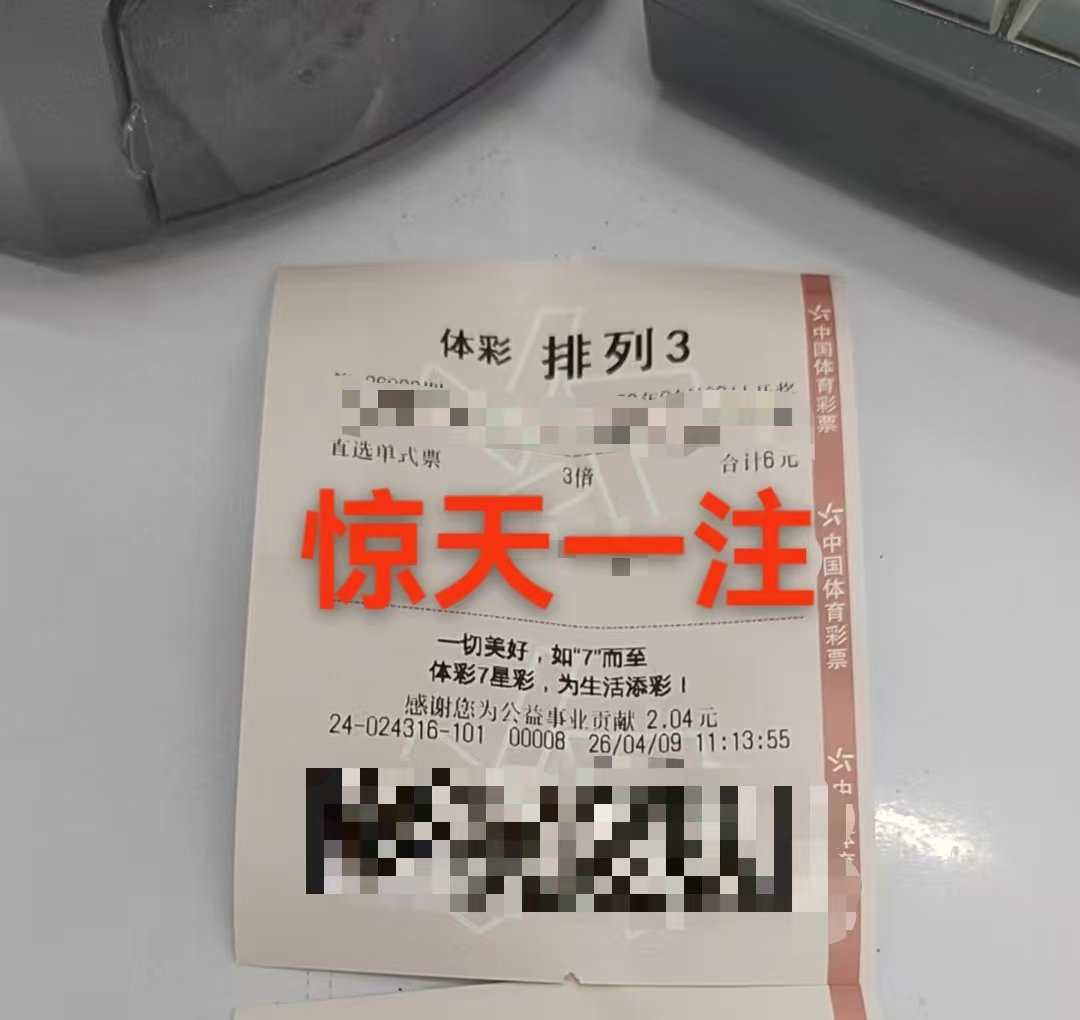 体彩 排列3
直选单式票
3倍
合计6元
惊天一注
一切美好，如“7”而至
体彩7星彩，为生活添彩！
感谢您为公益事业贡献 2.04元
24-024316-101 00008 26/04/09 11:13:55
中国体育彩票
中国体育彩票
中